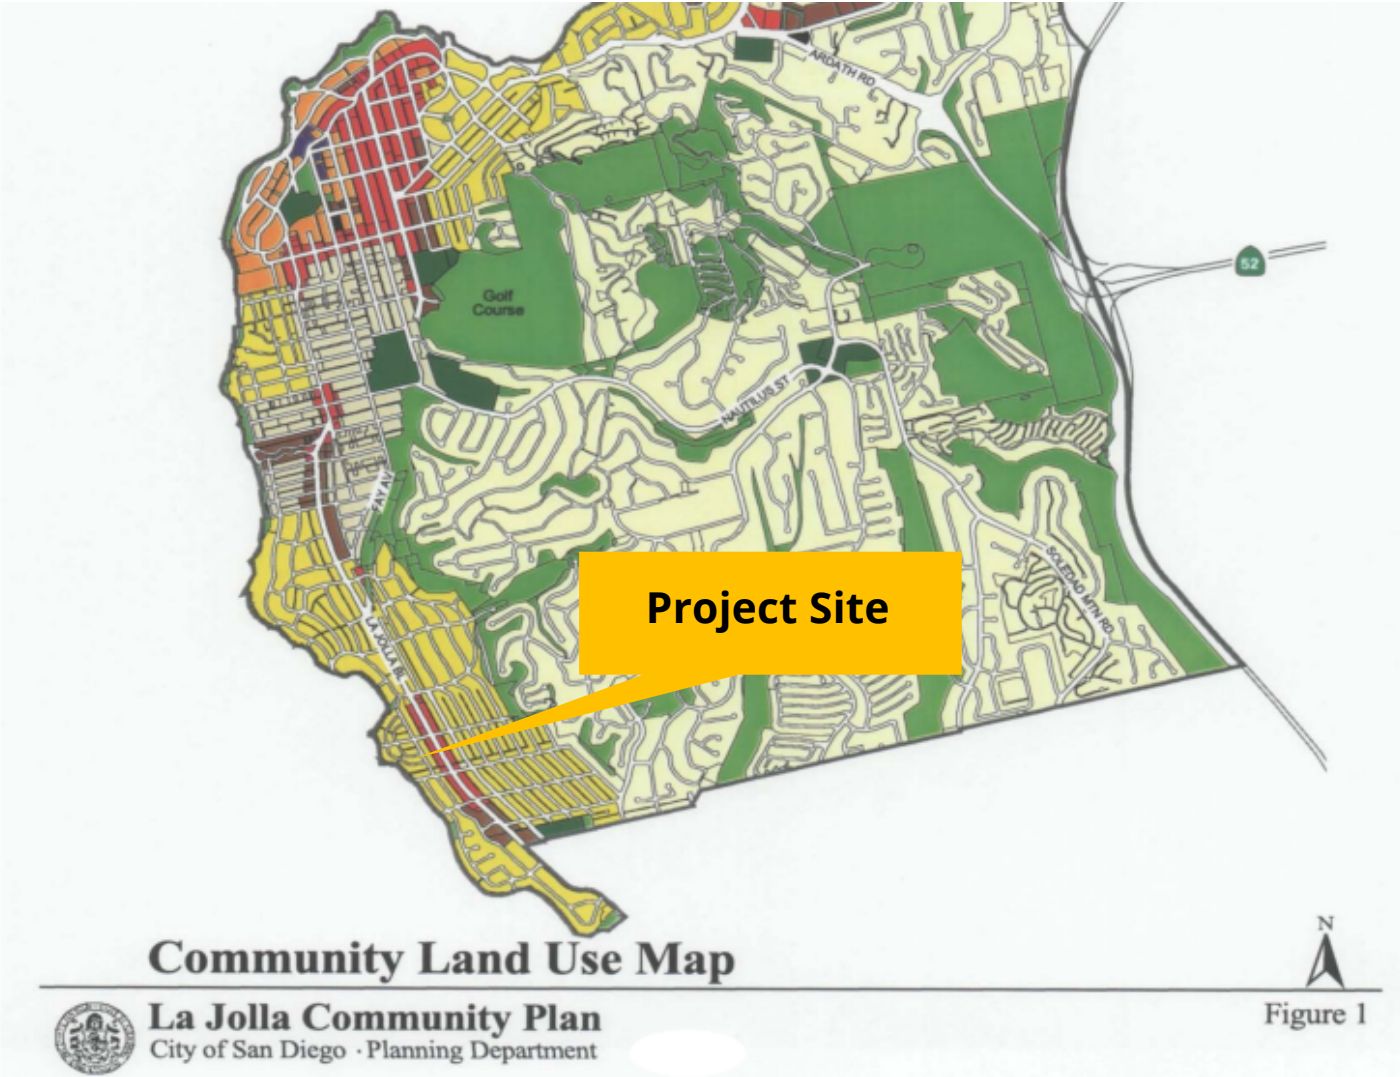 ARDATH RD
52
Golf
Course
NAUTILUS ST
FAY AV
SOLEDAD MTN RD
Project Site
LA JOLLA BL
N
Community Land Use Map
La Jolla Community Plan
Figure 1
City of San Diego · Planning Department